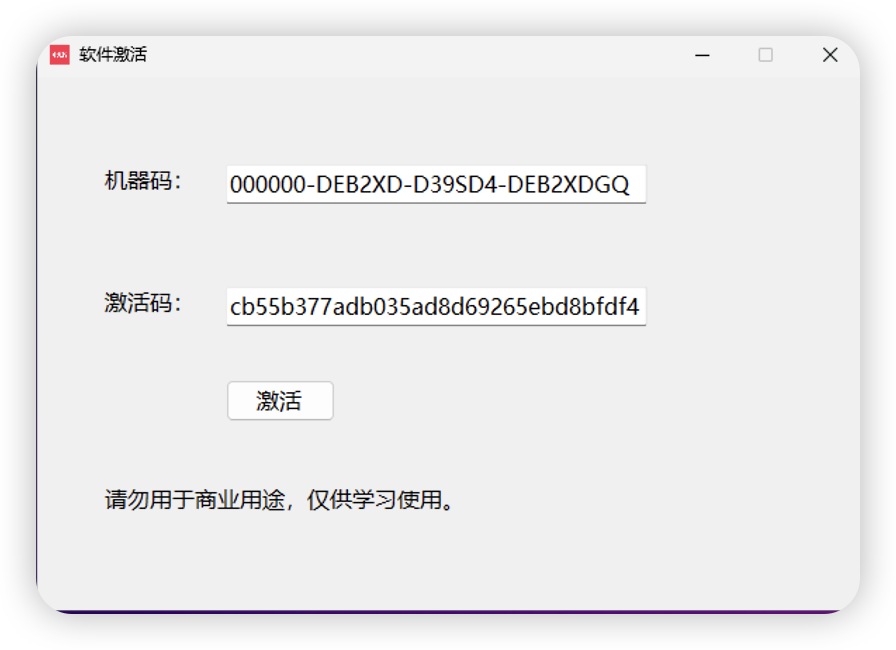 软件激活
机器码： 000000-DEB2XD-D39SD4-DEB2XDGQ
激活码： cb55b377adb035ad8d69265ebd8bfdf4
激活
请勿用于商业用途，仅供学习使用。